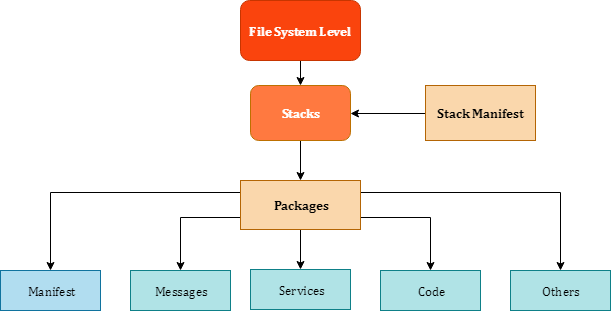 File System Level
Stacks
Stack Manifest
Packages
Manifest
Messages
Services
Code
Others